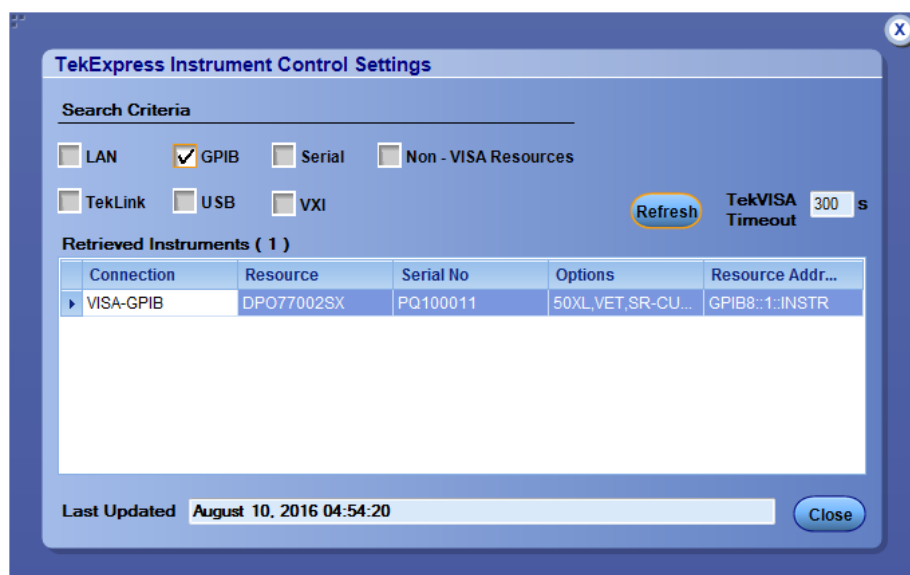 X
TekExpress Instrument Control Settings
Search Criteria
LAN GPIB Serial Non - VISA Resources
TekLink USB VXI
Refresh
TekVISA Timeout 300 s
Retrieved Instruments ( 1 )
Connection Resource Serial No Options Resource Addr...
VISA-GPIB DPO77002SX PQ100011 50XL,VET,SR-CU... GPIB8::1::INSTR
Last Updated August 10, 2016 04:54:20
Close